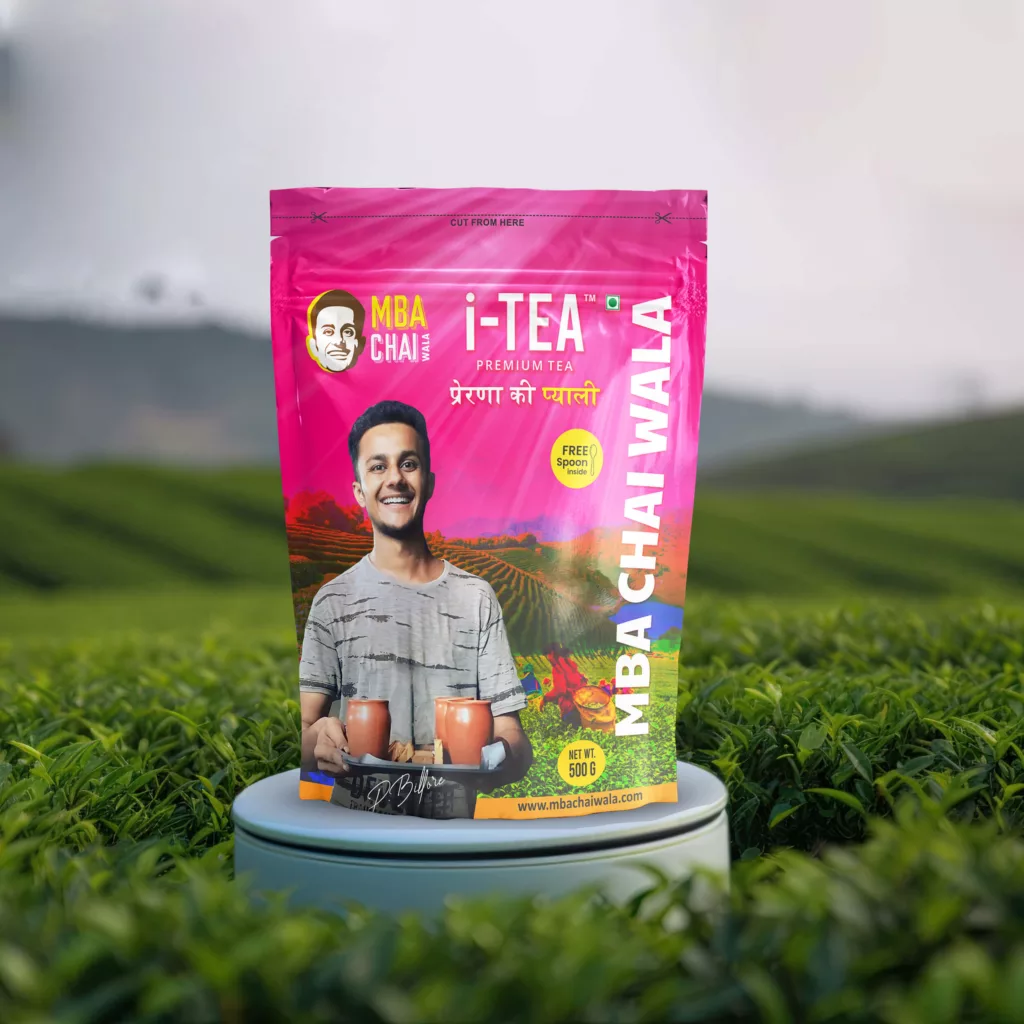 CUT FROM HERE
MBA
CHAI
WALA
i-TEA™
PREMIUM TEA
प्रेरणा की प्याली
FREE
Spoon
inside
MBA CHAI WALA
NET WT.
500 G
P. Billore
www.mbachaiwala.com